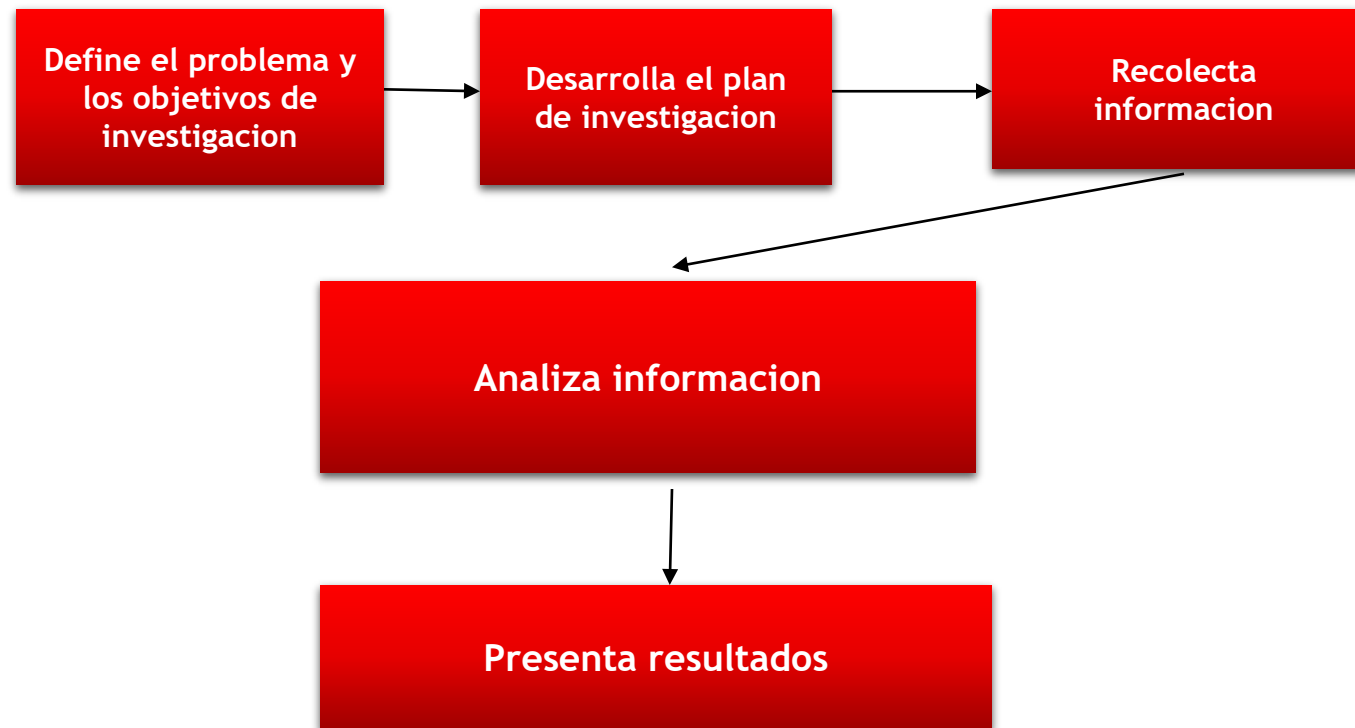 Define el problema y
los objetivos de
investigacion
Desarrolla el plan
de investigacion
Recolecta
informacion
Analiza informacion
Presenta resultados